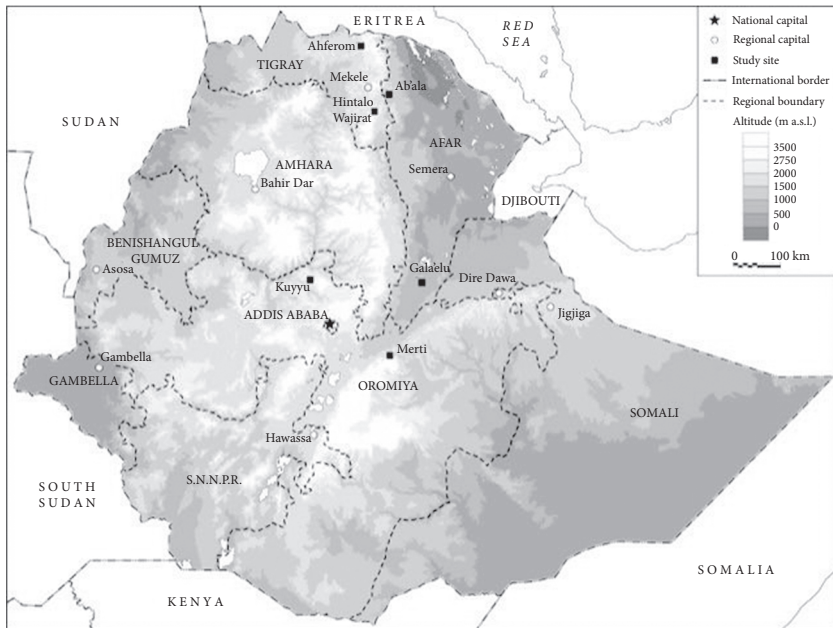 ERITREA
RED
SEA
Ahferom
TIGRAY
Mekele
Ab'ala
Hintalo
Wajirat
SUDAN
AFAR
AMHARA
Semera
Bahir Dar
DJIBOUTI
BENISHANGUL
GUMUZ
Asosa
Galaelu
Kuyyu
Dire Dawa
ADDIS ABABA
Jigjiga
Merti
Gambella
GAMBELLA
OROMIYA
SOMALI
Hawassa
S.N.N.P.R.
SOUTH
SUDAN
SOMALIA
KENYA
National capital
Regional capital
Study site
International border
Regional boundary
Altitude (m a.s.l.)
3500
2750
2000
1500
1000
500
0
0 100 km